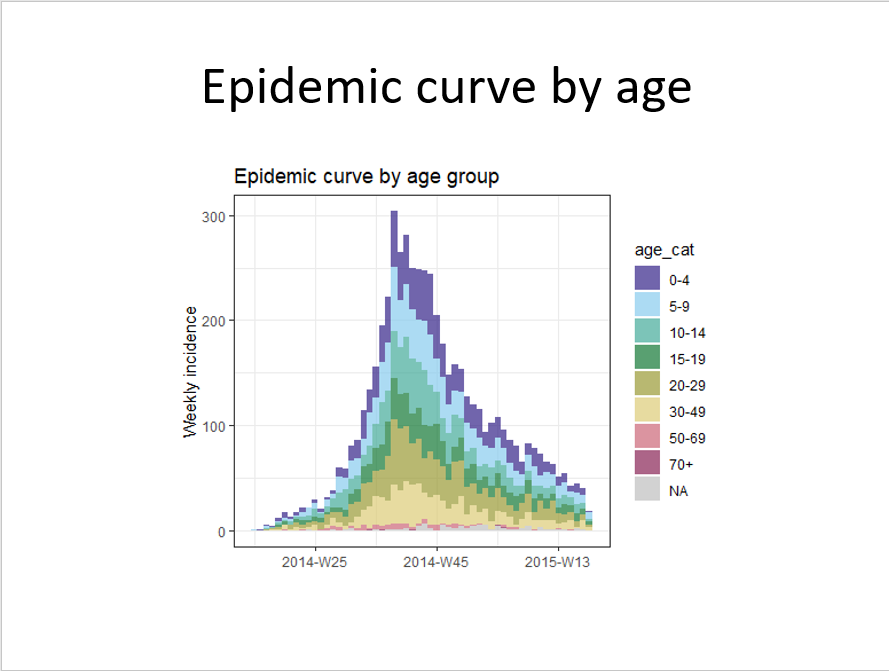 Epidemic curve by age
Epidemic curve by age group
300
200
100
0
Weekly incidence
2014-W25 2014-W45 2015-W13
age_cat
0-4
5-9
10-14
15-19
20-29
30-49
50-69
70+
NA